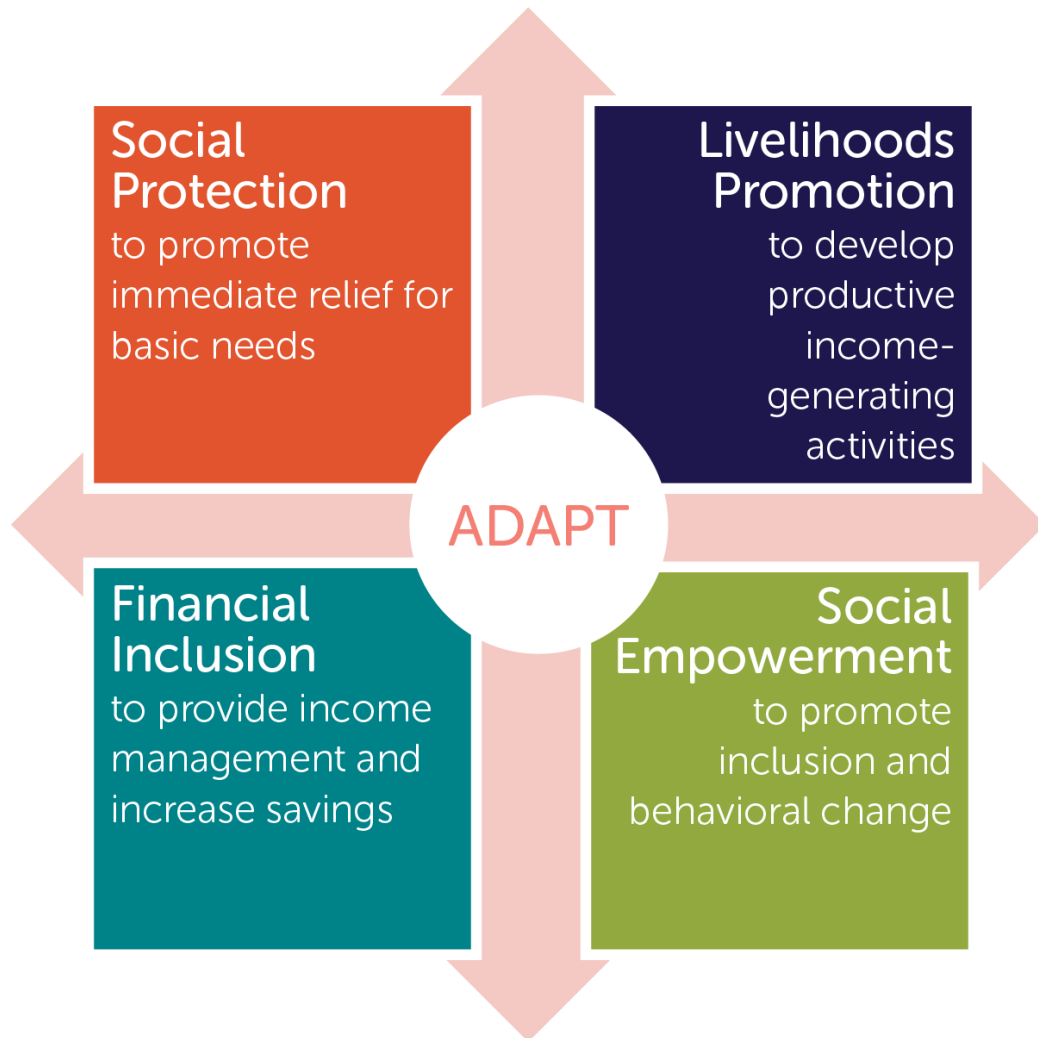 Social
Protection
to promote
immediate relief for
basic needs
Livelihoods
Promotion
to develop
productive
income-
generating
activities
ADAPT
Financial
Inclusion
to provide income
management and
increase savings
Social
Empowerment
to promote
inclusion and
behavioral change